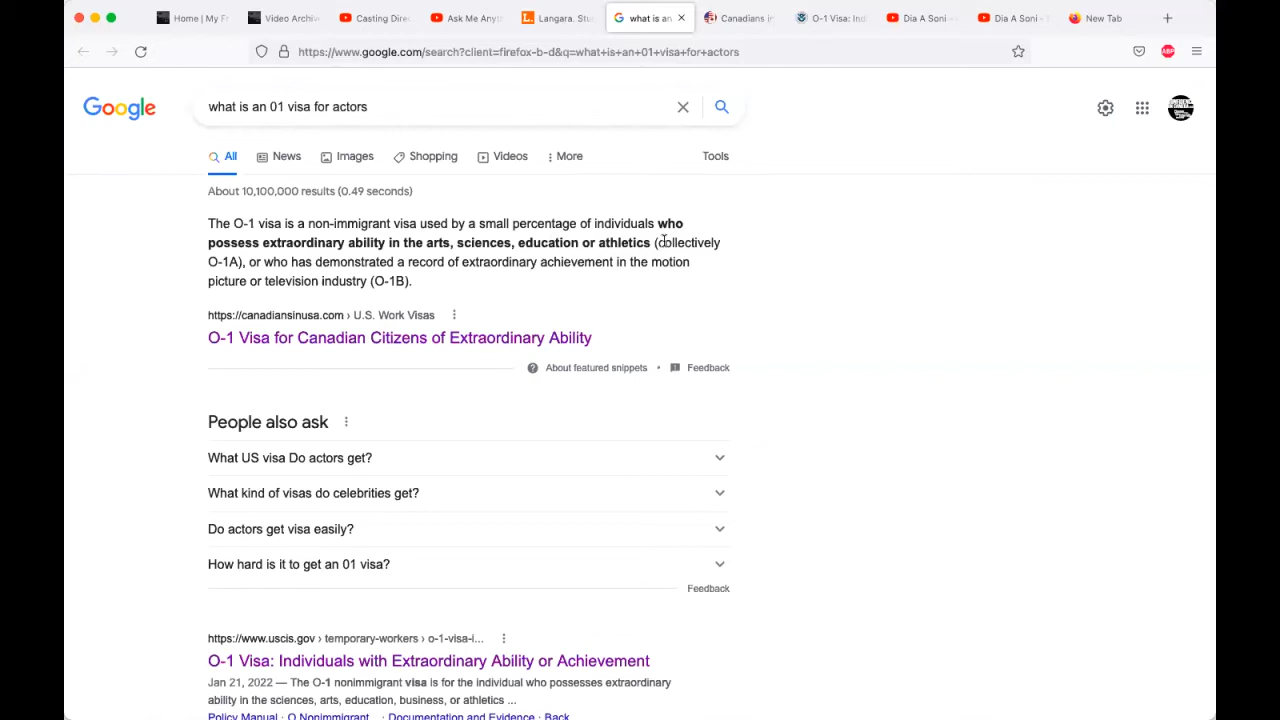 Home | My Fr
Video Archiv
Casting Direc
Ask Me Anyt
Langara. Stu
what is an
Canadians in
O-1 Visa: Ind
Dia A Soni –
Dia A Soni -
New Tab
https://www.google.com/search?client=firefox-b-d&q=what+is+an+01+visa+for+actors
ABP
Google
what is an 01 visa for actors
All
News
Images
Shopping
Videos
More
Tools
About 10,100,000 results (0.49 seconds)
The O-1 visa is a non-immigrant visa used by a small percentage of individuals who
possess extraordinary ability in the arts, sciences, education or athletics (collectively
O-1A), or who has demonstrated a record of extraordinary achievement in the motion
picture or television industry (O-1B).
https://canadiansinusa.com › U.S. Work Visas
O-1 Visa for Canadian Citizens of Extraordinary Ability
About featured snippets • Feedback
People also ask
What US visa Do actors get?
What kind of visas do celebrities get?
Do actors get visa easily?
How hard is it to get an 01 visa?
Feedback
https://www.uscis.gov › temporary-workers › o-1-visa-i...
O-1 Visa: Individuals with Extraordinary Ability or Achievement
Jan 21, 2022 — The O-1 nonimmigrant visa is for the individual who possesses extraordinary
ability in the sciences, arts, education, business, or athletics ...
Policy Manual · O Nonimmigrant... · Documentation and Evidence · Back